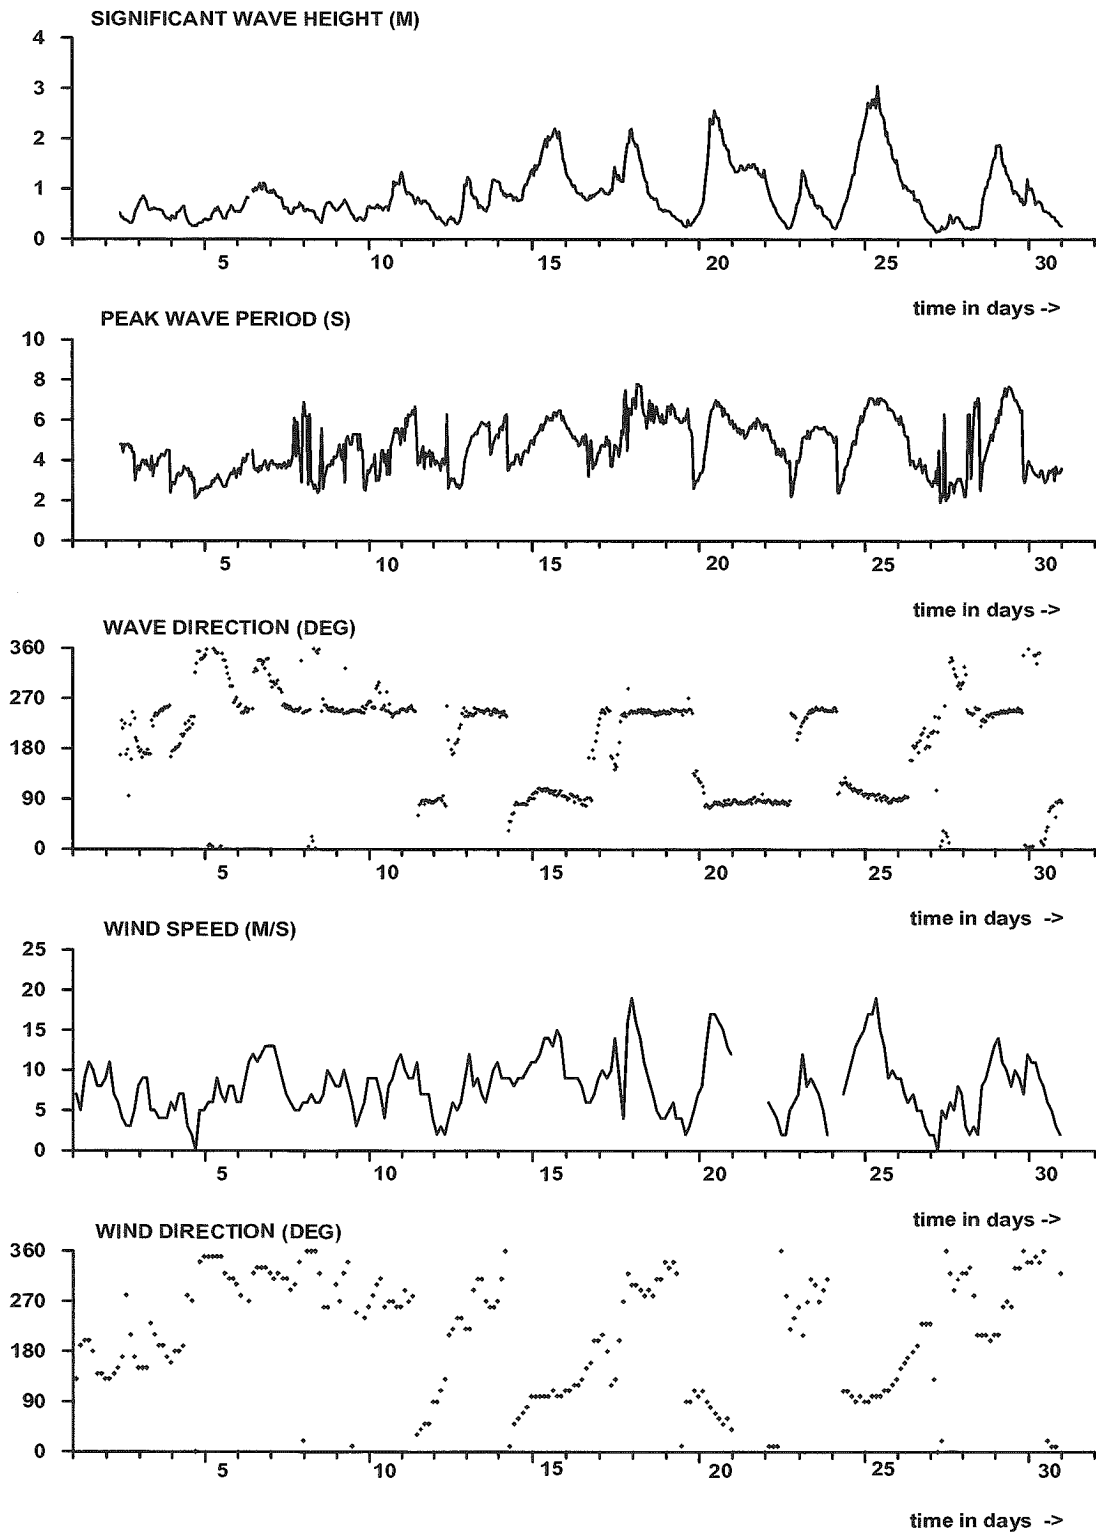 SIGNIFICANT WAVE HEIGHT (M)
4
3
2
1
0
5 10 15 20 25 30
time in days ->
PEAK WAVE PERIOD (S)
10
8
6
4
2
0
5 10 15 20 25 30
time in days ->
WAVE DIRECTION (DEG)
360
270
180
90
0
5 10 15 20 25 30
time in days ->
WIND SPEED (M/S)
25
20
15
10
5
0
5 10 15 20 25 30
time in days ->
WIND DIRECTION (DEG)
360
270
180
90
0
5 10 15 20 25 30
time in days ->